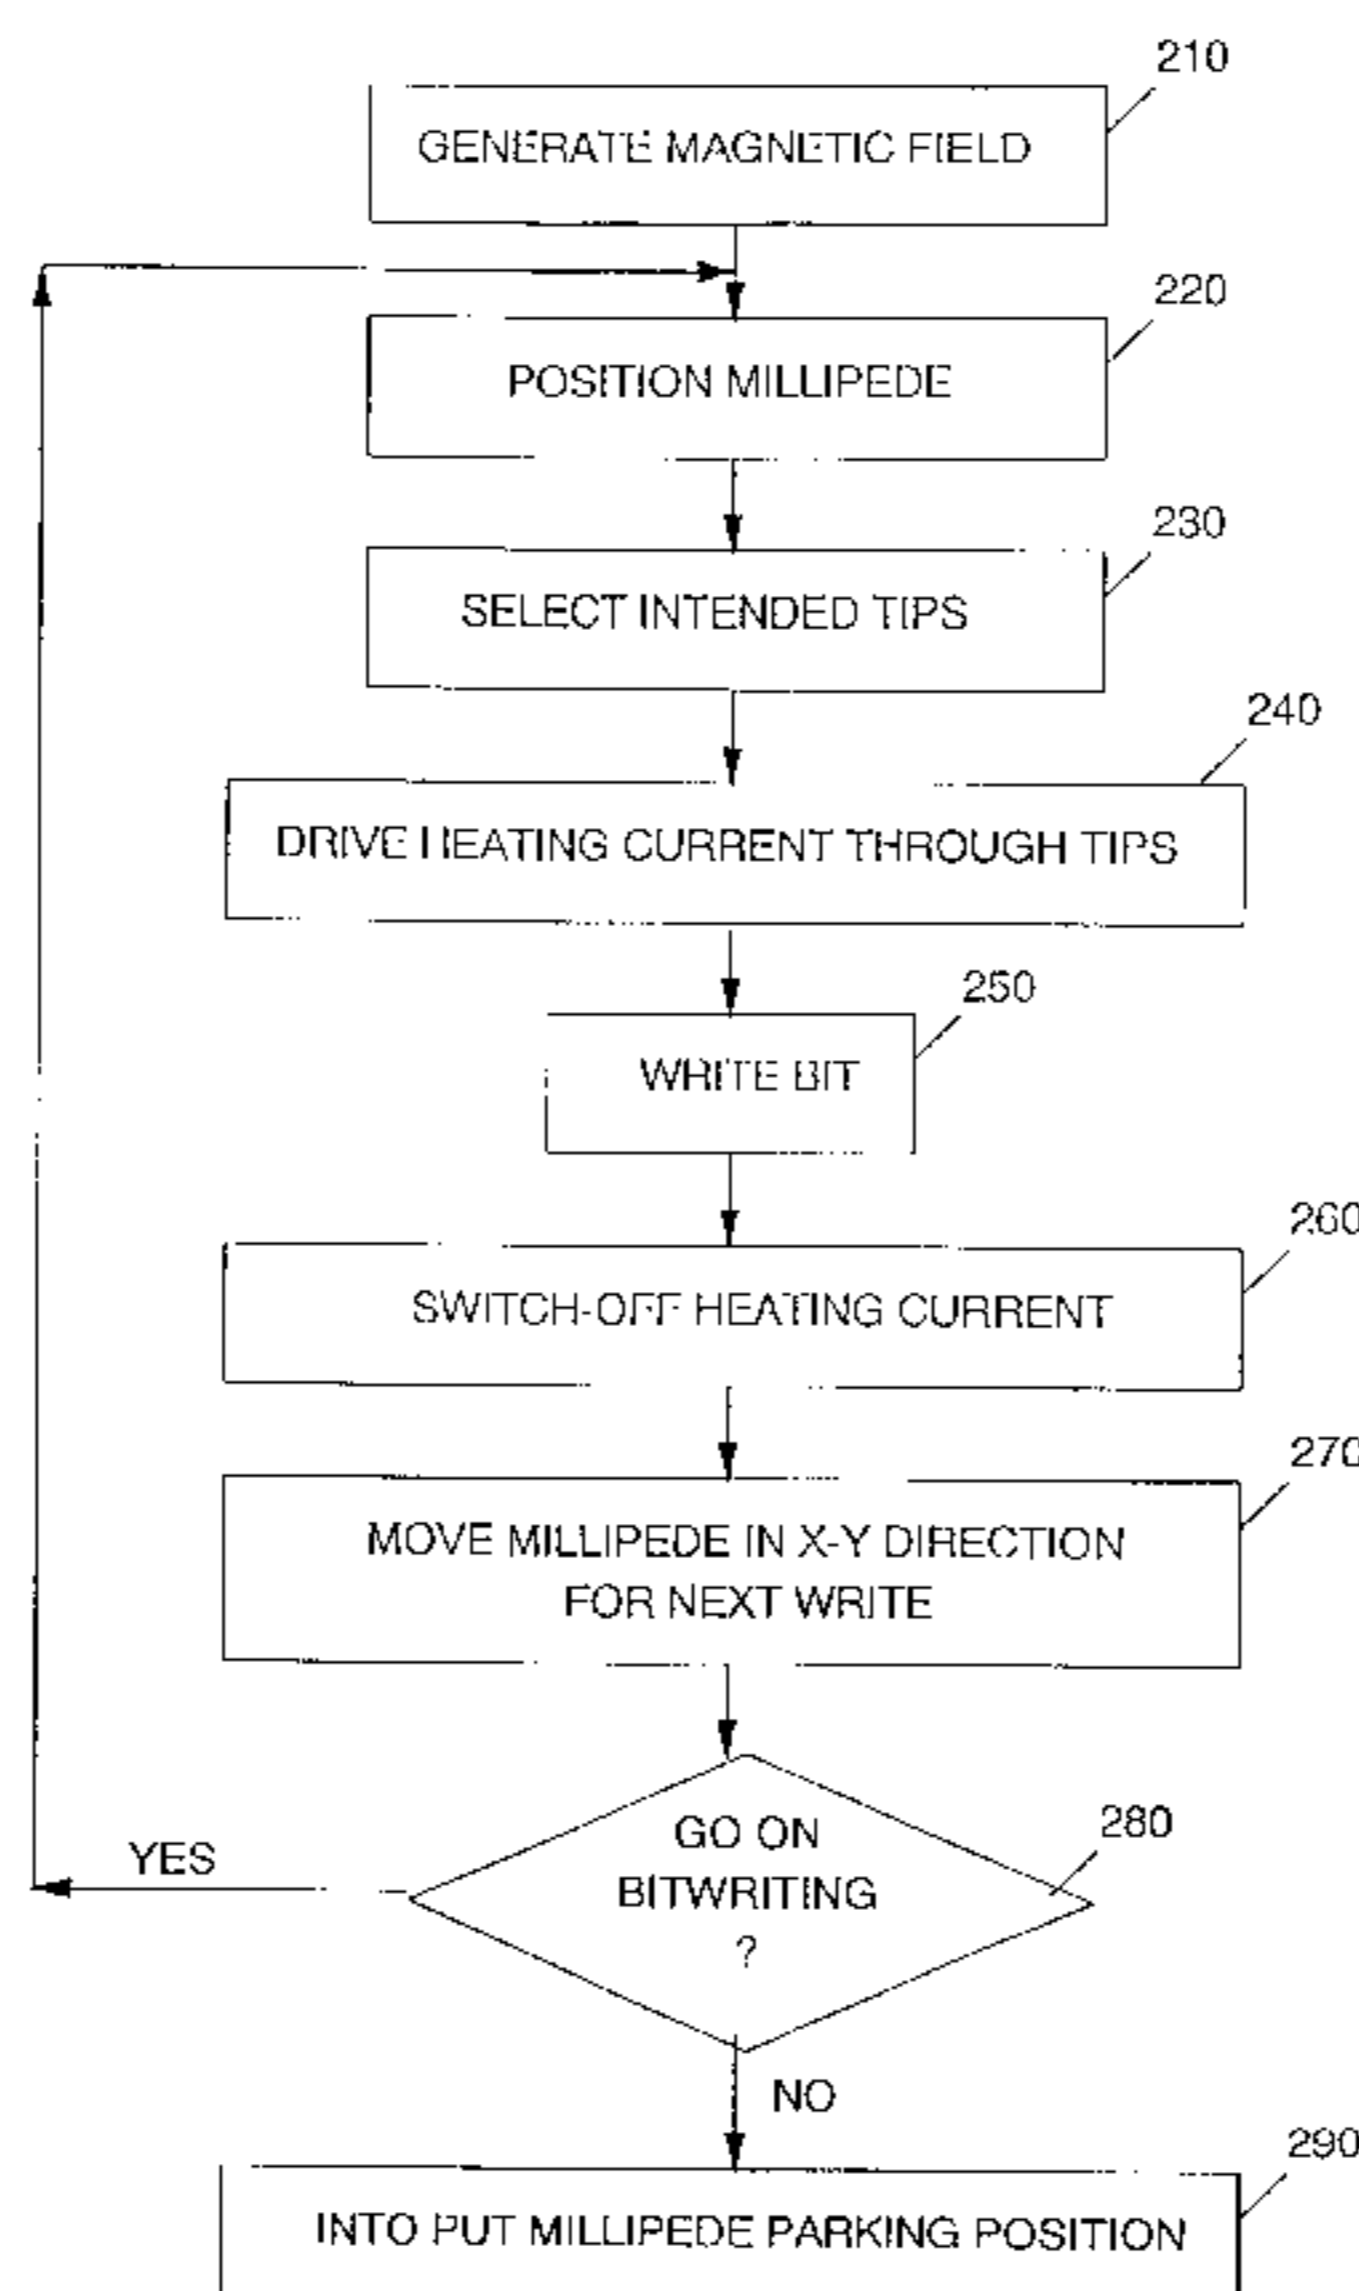 210
GENERATE MAGNETIC FIELD
220
POSITION MILLIPEDE
230
SELECT INTENDED TIPS
240
DRIVE HEATING CURRENT THROUGH TIPS
250
WRITE BIT
260
SWITCH-OFF HEATING CURRENT
270
MOVE MILLIPEDE IN X-Y DIRECTION
FOR NEXT WRITE
280
GO ON
BITWRITING
?
YES
NO
290
INTO PUT MILLIPEDE PARKING POSITION